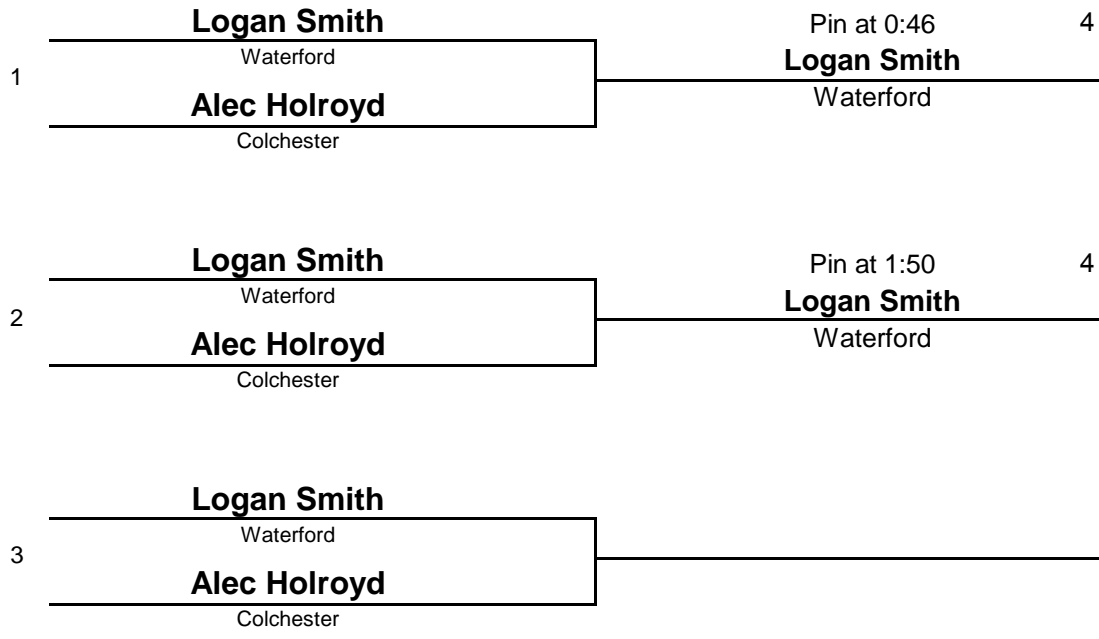 Logan Smith
Pin at 0:46 4
Waterford
Logan Smith
1
Alec Holroyd
Waterford
Colchester
Logan Smith
Pin at 1:50 4
Waterford
Logan Smith
2
Alec Holroyd
Waterford
Colchester
Logan Smith
Waterford
3
Alec Holroyd
Colchester